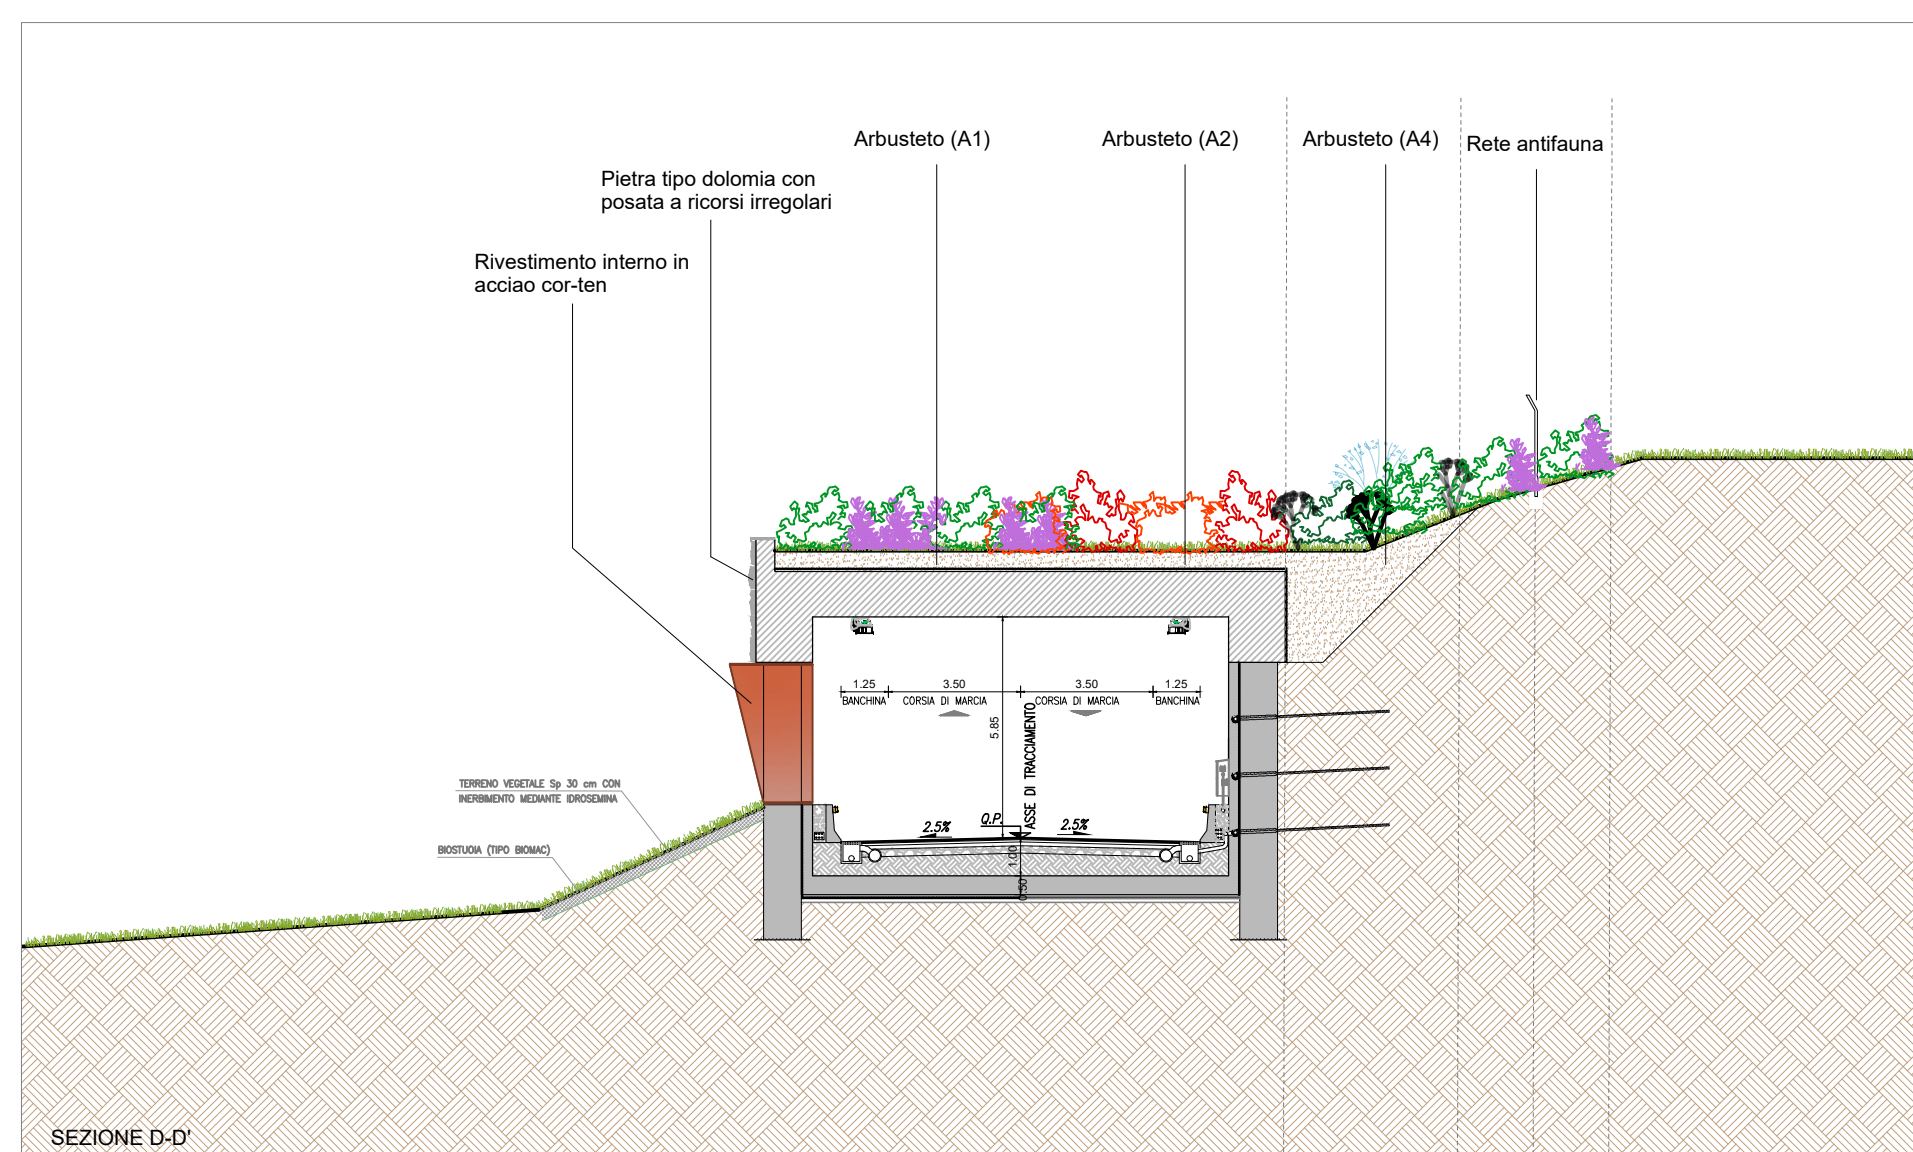 Arbusteto (A1)
Arbusteto (A2)
Arbusteto (A4)
Rete antifauna
Pietra tipo dolomia con
posata a ricorsi irregolari
Rivestimento interno in
acciao cor-ten
1.25
3.50
3.50
1.25
BANCHINA
CORSIA DI MARCIA
CORSIA DI MARCIA
BANCHINA
5.85
ASSE DI TRACCIAMENTO
TERRENO VEGETALE Sp 30 cm CON
INERBIMENTO MEDIANTE IDROSEMINA
BIOSTUOIA (TIPO BIOMAC)
2.5%
Q.P.
2.5%
1.00
0.50
SEZIONE D-D'